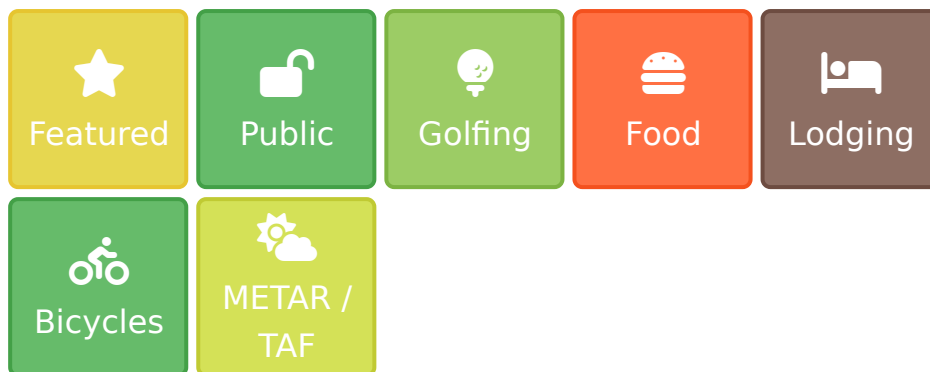 Featured
Public
Golfing
Food
Lodging
Bicycles
METAR /
TAF